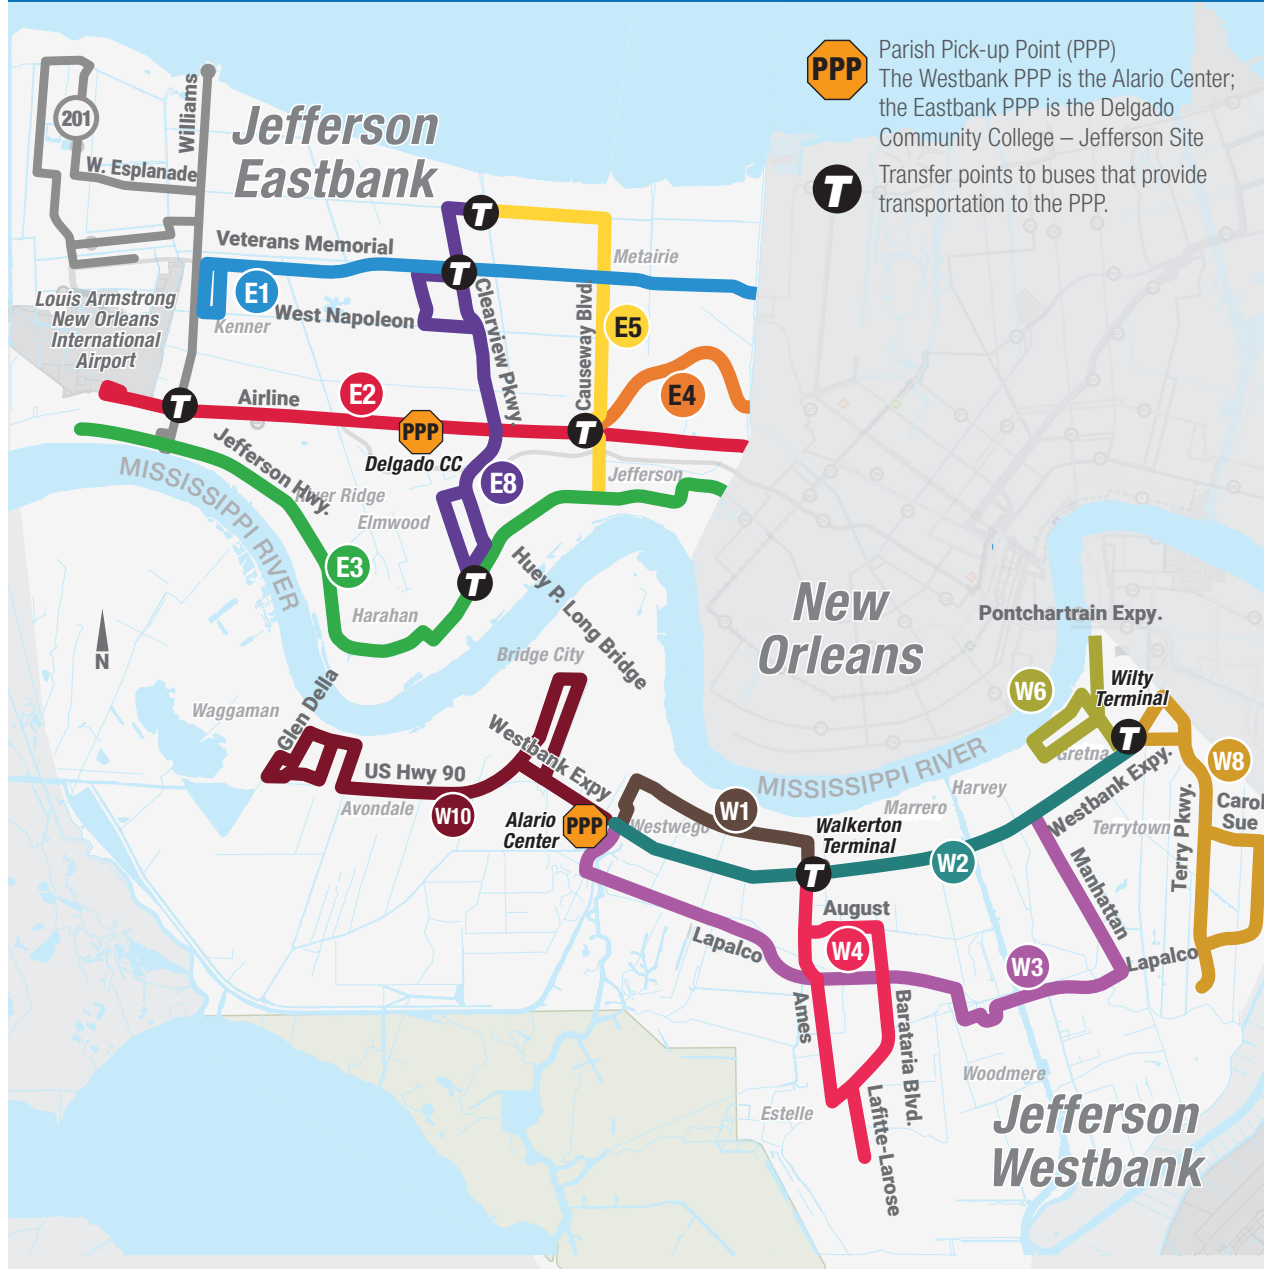 PPP
Parish Pick-up Point (PPP)
The Westbank PPP is the Alario Center;
the Eastbank PPP is the Delgado
Community College – Jefferson Site
T
Transfer points to buses that provide
transportation to the PPP.
201
Williams
Jefferson
Eastbank
W. Esplanade
T
Veterans Memorial
Metairie
T
E1
Clearview Pkwy.
Causeway Blvd
Louis Armstrong
New Orleans
International
Airport
West Napoleon
Kenner
E5
E2
Airline
E4
T
PPP
T
Delgado CC
Jefferson Hwy.
MISSISSIPPI RIVER
River Ridge
E8
Jefferson
Elmwood
E3
T
Huey P. Long Bridge
Harahan
N
New
Orleans
Pontchartrain Expy.
Bridge City
Waggaman
Glen Della
W6
Wilty
Terminal
T
Westbank Expy
US Hwy 90
Avondale
W10
MISSISSIPPI RIVER
Gretna
W8
Westbank Expy.
Harvey
Marrero
Terry Pkwy.
Carol
Sue
Terrytown
Alario
Center
PPP
Westwego
W1
Walkerton
Terminal
T
W2
Manhattan
August
W4
Lapalco
W3
Lapalco
Ames
Barataria Blvd.
Woodmere
Estelle
Lafitte-Larose
Jefferson
Westbank